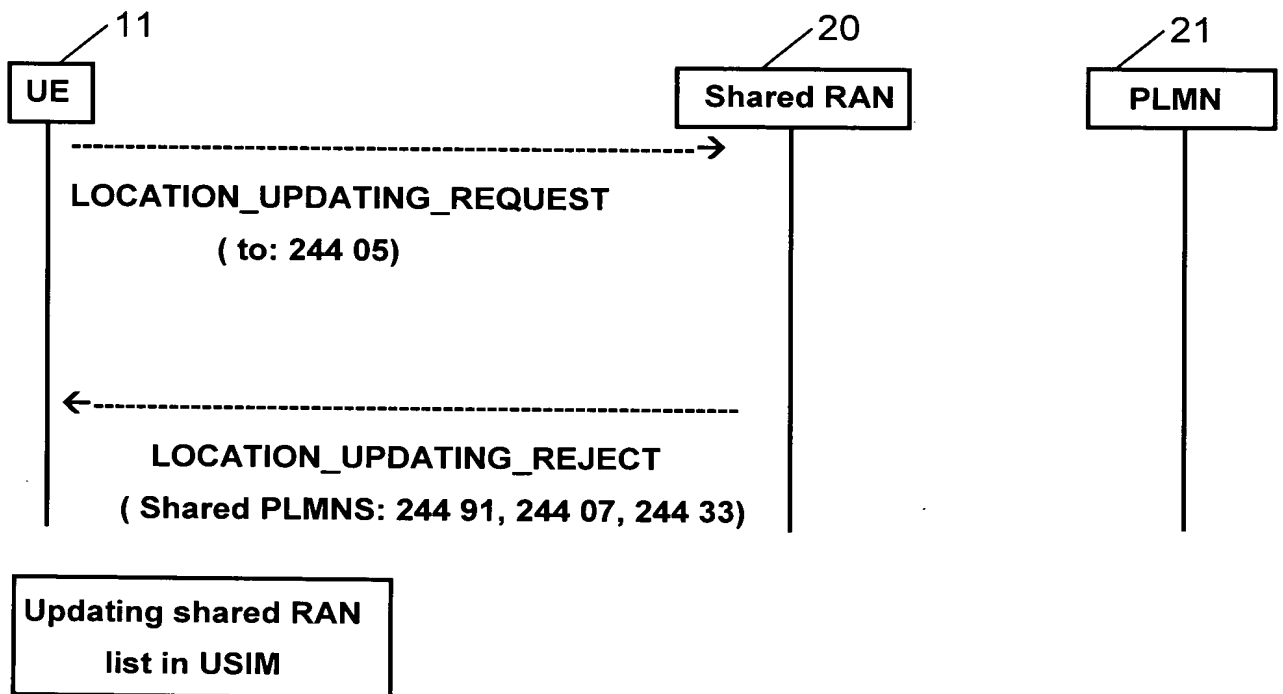 11
20
21
UE
Shared RAN
PLMN
LOCATION_UPDATING_REQUEST
( to: 244 05)
LOCATION_UPDATING_REJECT
( Shared PLMNS: 244 91, 244 07, 244 33)
Updating shared RAN
list in USIM